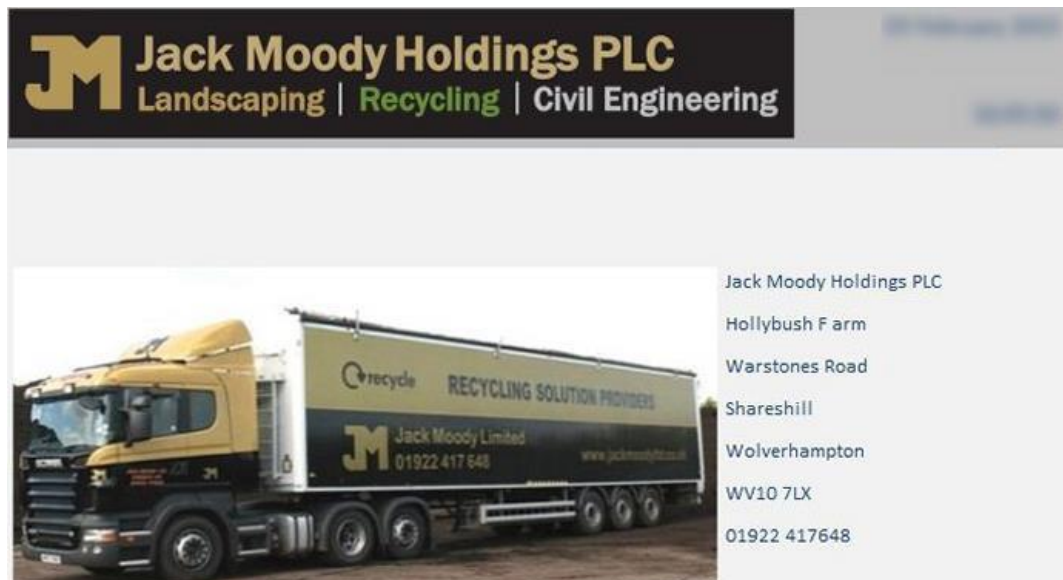 JM
Jack Moody Holdings PLC
Landscaping | Recycling | Civil Engineering
Jack Moody Holdings PLC
Hollybush F arm
Warstones Road
Shareshill
Wolverhampton
WV10 7LX
01922 417648
recycle
RECYCLING SOLUTION PROVIDERS
JM
Jack Moody Limited
01922 417 648
www.jackmoodyltd.co.uk
SCANIA
JM